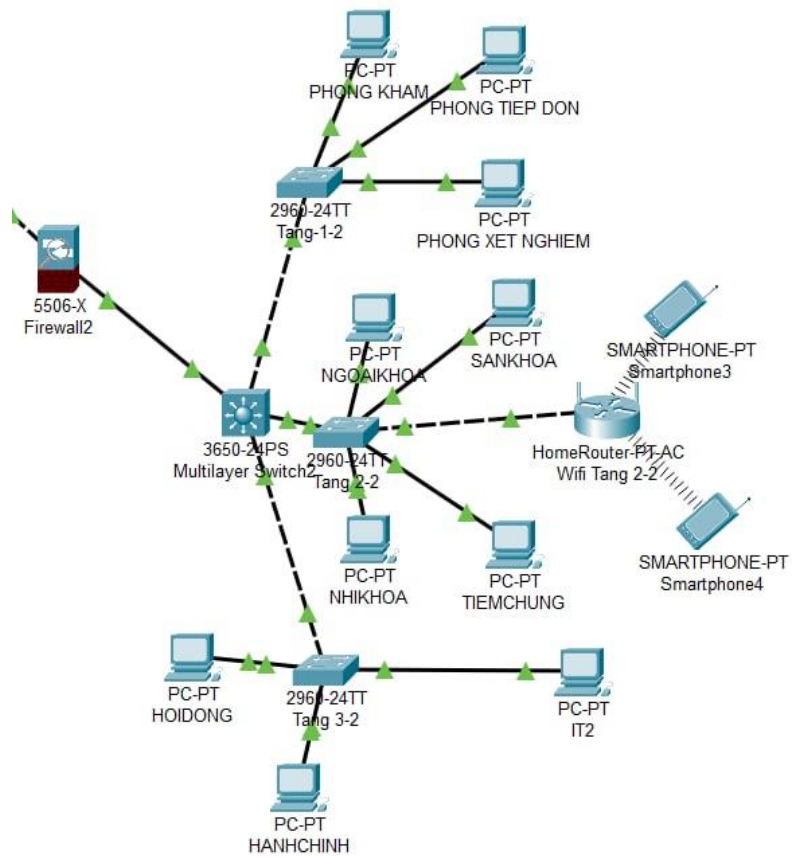 PC-PT
PHONG KHAM
PC-PT
PHONG TIEP DON
2960-24TT
Tang-1-2
PC-PT
PHONG XET NGHIEM
5506-X
Firewall2
PC-PT
NGOAIKHOA
PC-PT
SANKHOA
SMARTPHONE-PT
Smartphone3
3650-24PS
Multilayer Switch2
2960-24TT
Tang 2-2
HomeRouter-PT-AC
Wifi Tang 2-2
PC-PT
NHIKHOA
PC-PT
TIEMCHUNG
SMARTPHONE-PT
Smartphone4
PC-PT
HOIDONG
2960-24TT
Tang 3-2
PC-PT
IT2
PC-PT
HANHCHINH